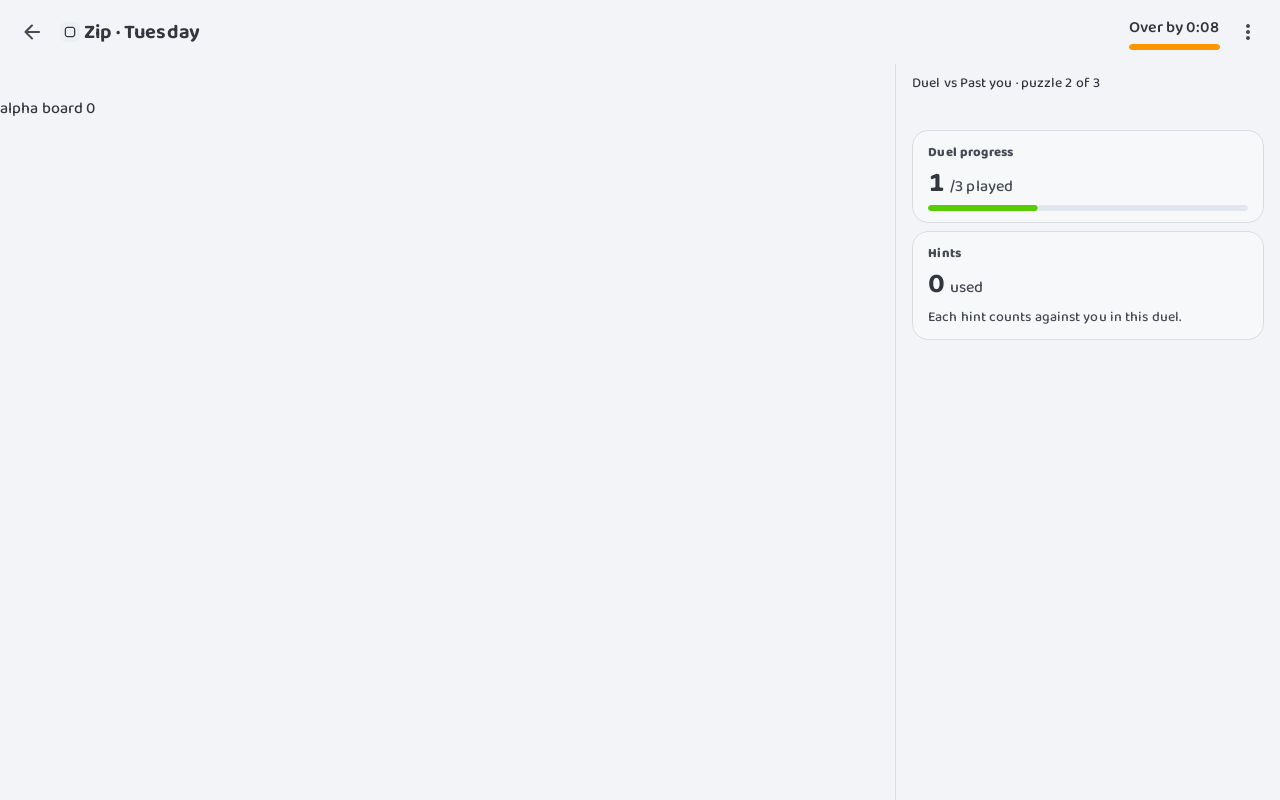 Zip · Tuesday
Over by 0:08
alpha board 0
Duel vs Past you · puzzle 2 of 3
Duel progress
1 /3 played
Hints
0 used
Each hint counts against you in this duel.